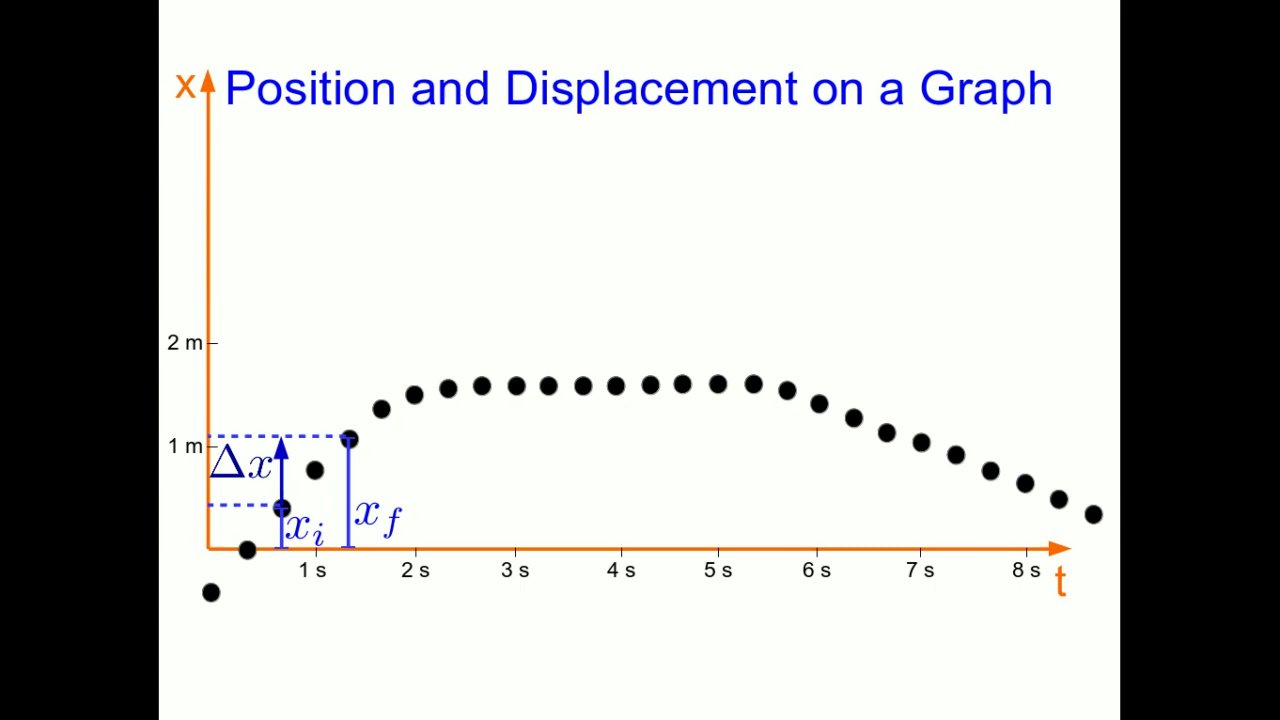 x
Position and Displacement on a Graph
2 m
1 m
Δx
x_i
x_f
1 s 2 s 3 s 4 s 5 s 6 s 7 s 8 s
t